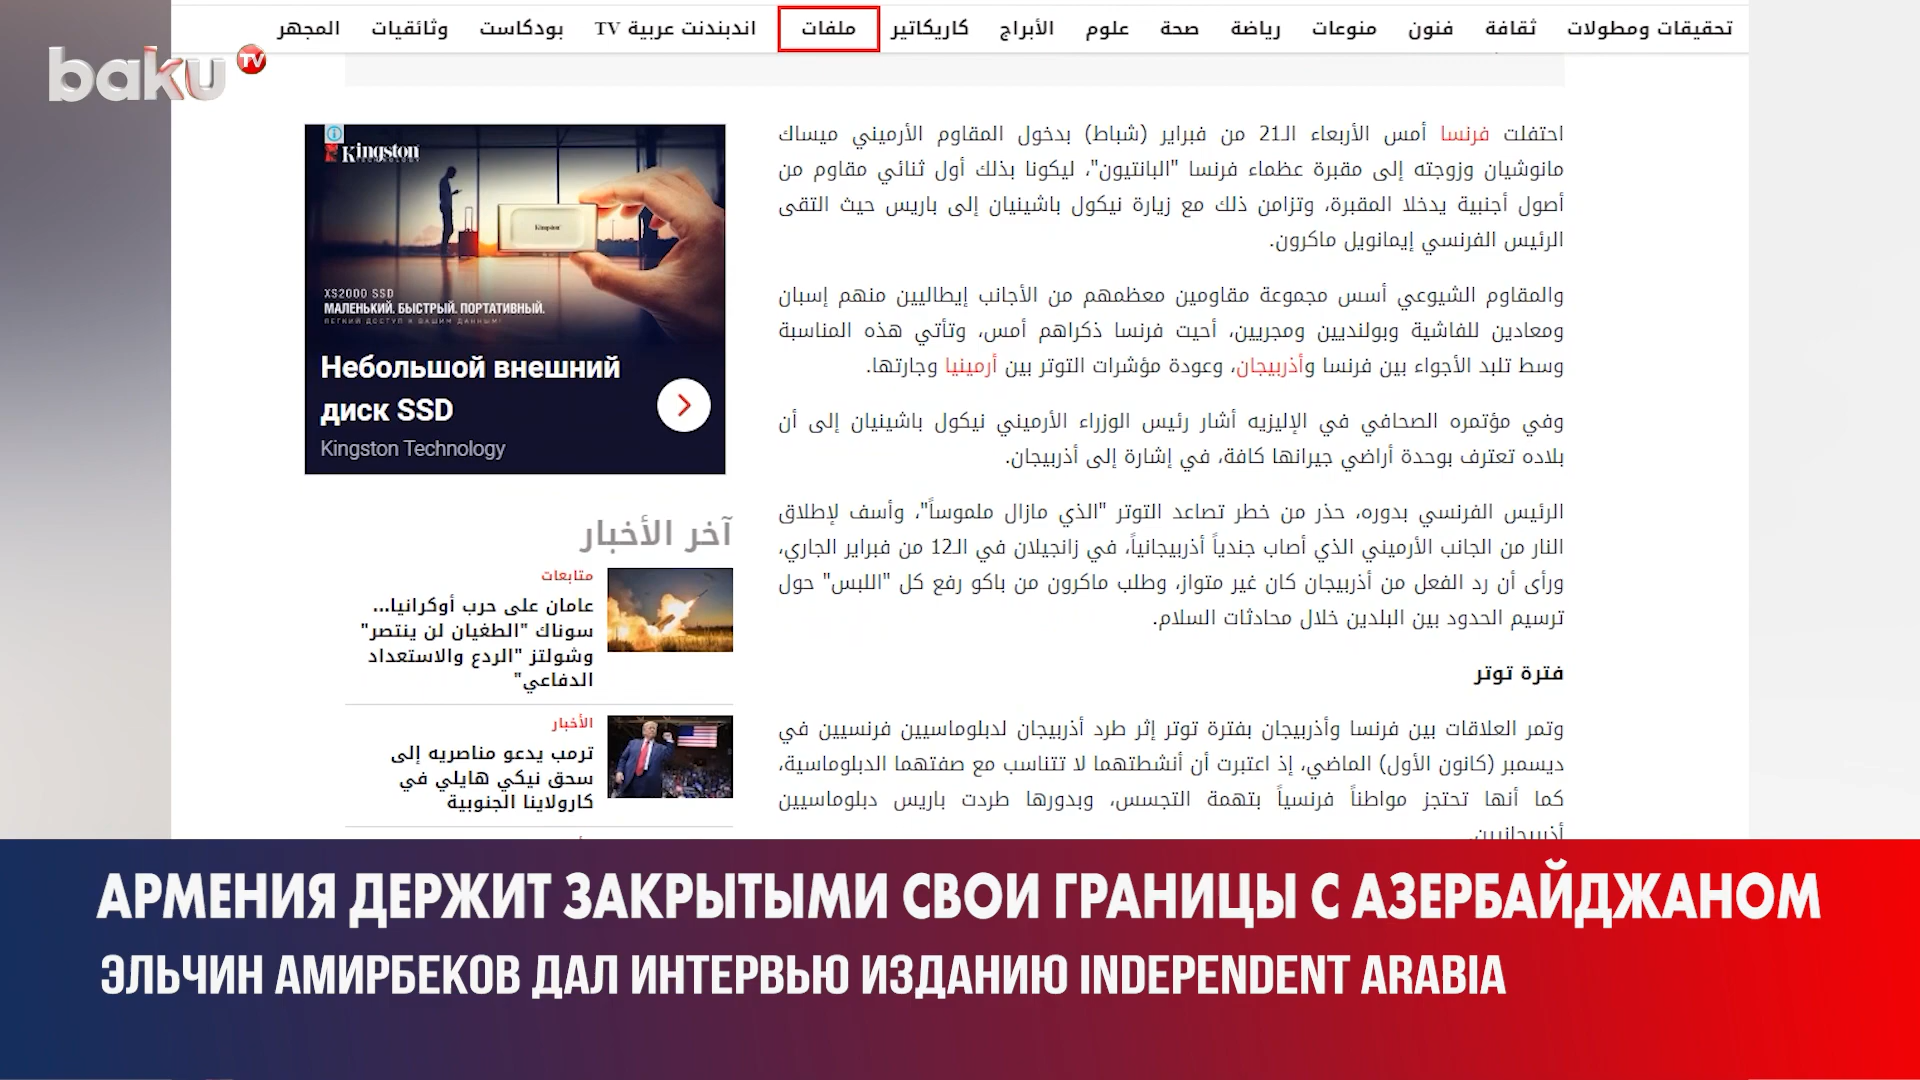 تحقيقات ومطولات ثقافة فنون منوعات رياضة صحة علوم الأبراج كاريكاتير ملفات اندبندنت عربية TV بودكاست وثائقيات المجهر
baku TV
احتفلت فرنسا أمس الأربعاء الـ21 من فبراير (شباط) بدخول المقاوم الأرميني ميساك
مانوشيان وزوجته إلى مقبرة عظماء فرنسا "البانتيون"، ليكونا بذلك أول ثنائي مقاوم من
أصول أجنبية يدخلا المقبرة، وتزامن ذلك مع زيارة نيكول باشينيان إلى باريس حيث التقى
الرئيس الفرنسي إيمانويل ماكرون.
والمقاوم الشيوعي أسس مجموعة مقاومين معظمهم من الأجانب إيطاليين منهم إسبان
ومعادين للفاشية وبولنديين ومجريين، أحيت فرنسا ذكراهم أمس، وتأتي هذه المناسبة
وسط تلبد الأجواء بين فرنسا وأذربيجان، وعودة مؤشرات التوتر بين أرمينيا وجارتها.
وفي مؤتمره الصحافي في الإليزيه أشار رئيس الوزراء الأرميني نيكول باشينيان إلى أن
بلاده تعترف بوحدة أراضي جيرانها كافة، في إشارة إلى أذربيجان.
الرئيس الفرنسي بدوره، حذر من خطر تصاعد التوتر "الذي مازال ملموساً"، وأسف لإطلاق
النار من الجانب الأرميني الذي أصاب جندياً أذربيجانياً، في زانجيلان في الـ12 من فبراير الجاري،
ورأى أن رد الفعل من أذربيجان كان غير متواز، وطلب ماكرون من باكو رفع كل "اللبس" حول
ترسيم الحدود بين البلدين خلال محادثات السلام.
فترة توتر
وتمر العلاقات بين فرنسا وأذربيجان بفترة توتر إثر طرد أذربيجان لدبلوماسيين فرنسيين في
ديسمبر (كانون الأول) الماضي، إذ اعتبرت أن أنشطتهما لا تتناسب مع صفتهما الدبلوماسية،
كما أنها تحتجز مواطناً فرنسياً بتهمة التجسس، وبدورها طردت باريس دبلوماسيين
أذربيجانيين.
Kingston
TECHNOLOGY
Kingston
XS2000 SSD
МАЛЕНЬКИЙ. БЫСТРЫЙ. ПОРТАТИВНЫЙ.
ЛЕГКИЙ ДОСТУП К ВАШИМ ДАННЫМ!
Небольшой внешний
диск SSD
Kingston Technology
آخر الأخبار
متابعات
عامان على حرب أوكرانيا...
سوناك "الطغيان لن ينتصر"
وشولتز "الردع والاستعداد
الدفاعي"
الأخبار
ترمب يدعو مناصريه إلى
سحق نيكي هايلي في
كارولاينا الجنوبية
АРМЕНИЯ ДЕРЖИТ ЗАКРЫТЫМИ СВОИ ГРАНИЦЫ С АЗЕРБАЙДЖАНОМ
ЭЛЬЧИН АМИРБЕКОВ ДАЛ ИНТЕРВЬЮ ИЗДАНИЮ INDEPENDENT ARABIA